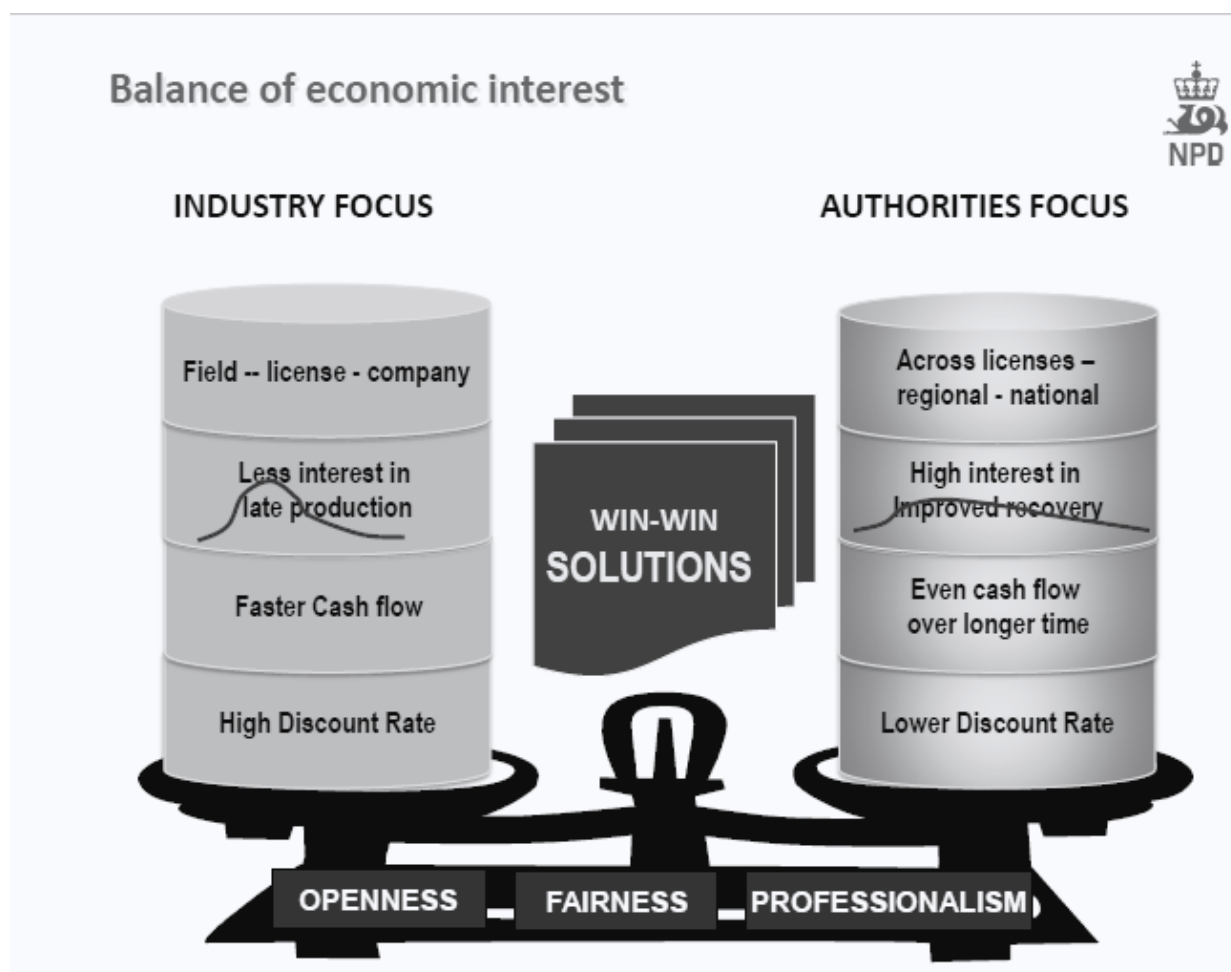 Balance of economic interest
NPD
INDUSTRY FOCUS
AUTHORITIES FOCUS
Field -- license - company
Less interest in
late production
Faster Cash flow
High Discount Rate
WIN-WIN
SOLUTIONS
Across licenses –
regional - national
High interest in
Improved recovery
Even cash flow
over longer time
Lower Discount Rate
OPENNESS
FAIRNESS
PROFESSIONALISM